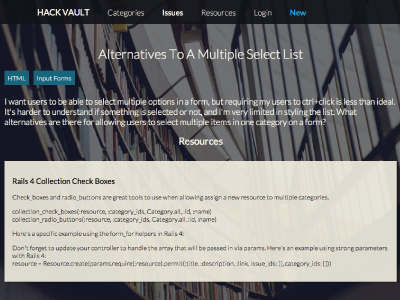 HACK VAULT Categories Issues Resources Login New
Alternatives To A Multiple Select List
HTML Input Forms
I want users to be able to select multiple options in a form, but requiring my users to ctrl+click is less than ideal.
It's harder to understand if something is selected or not, and I'm very limited in styling the list. What
alternatives are there for allowing users to select multiple items in one category on a form?
Resources
Rails 4 Collection Check Boxes
Check_boxes and radio_buttons are great tools to use when allowing assign a new resource to multiple categories.
collection_check_boxes(:resource, :category_ids, Category.all, :id, :name)
collection_radio_buttons(:resource, :category_ids, Category.all, :id, :name)
Here's a specific example using the form_for helpers in Rails 4:
Don't forget to update your controller to handle the array that will be passed in via params. Here's an example using strong parameters
with Rails 4:
resource = Resource.create(params.require(:resource).permit(:title, :description, :link, issue_ids: [], category_ids: []))